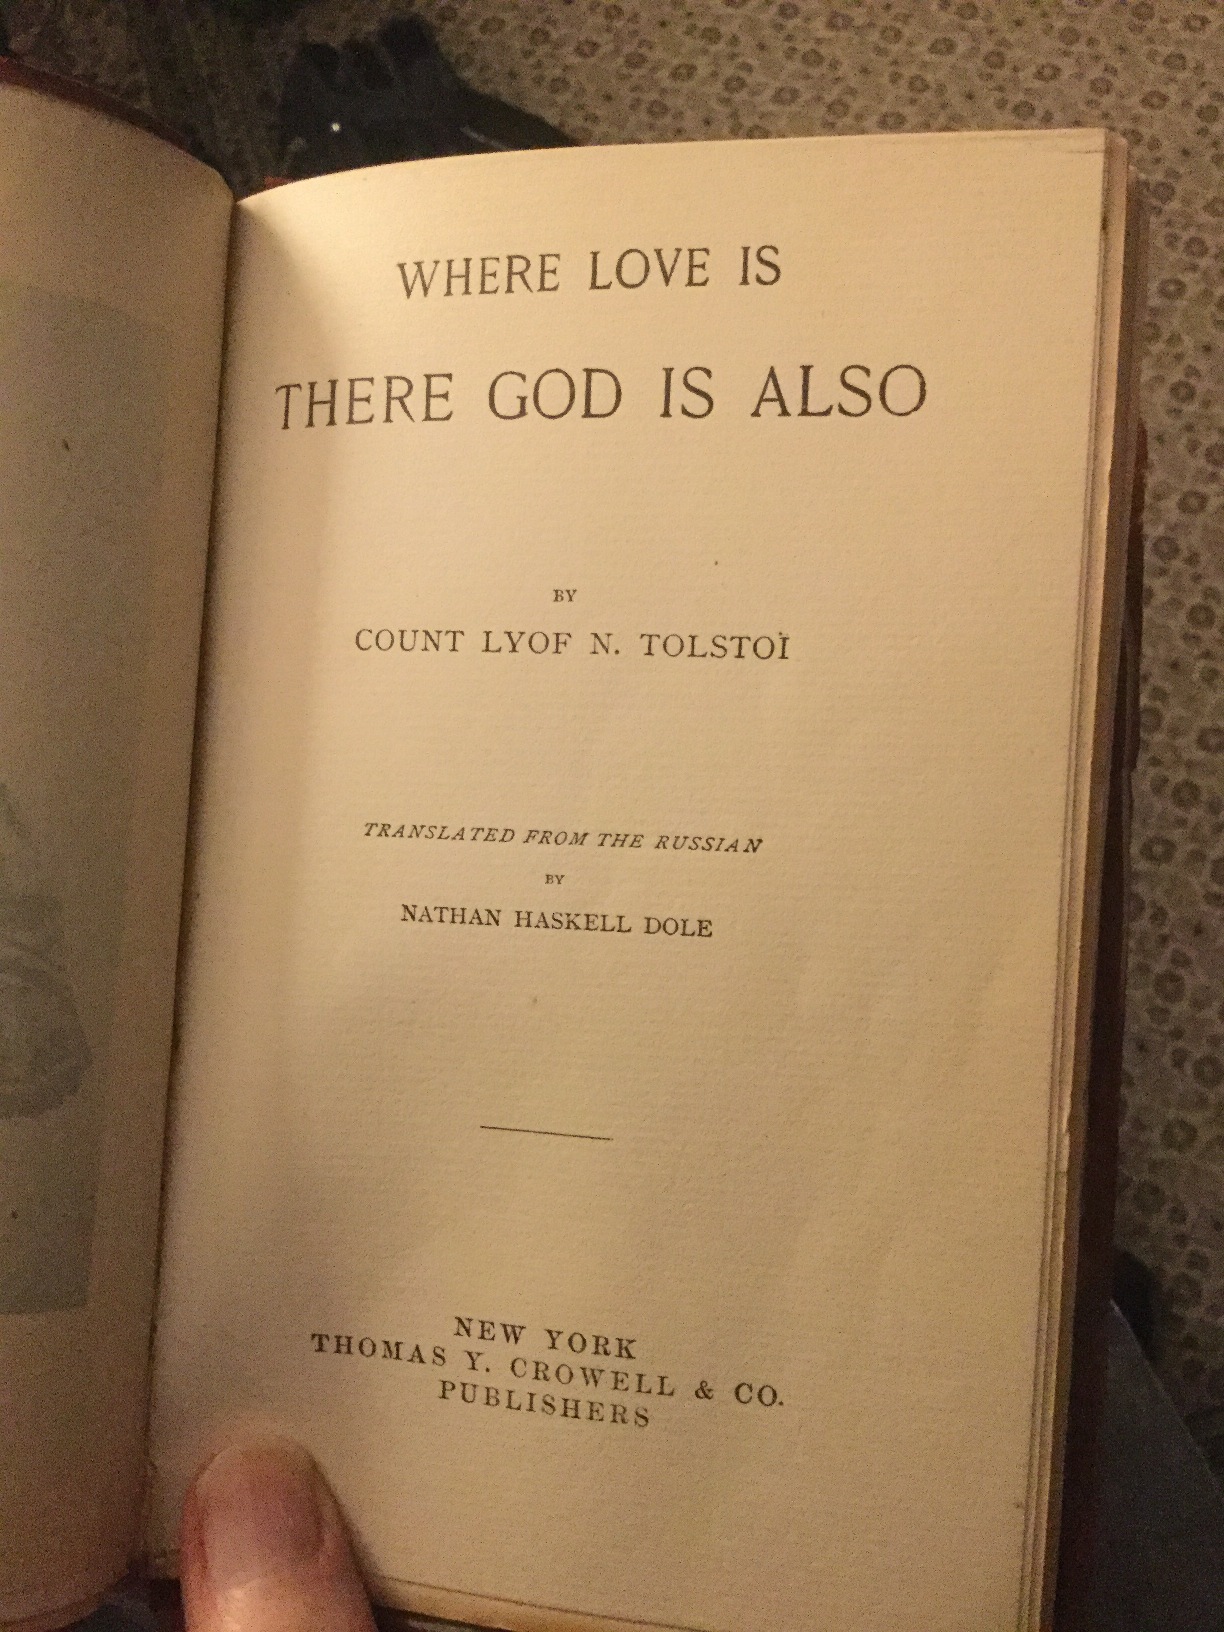 WHERE LOVE IS
THERE GOD IS ALSO
BY
COUNT LYOF N. TOLSTOÏ
TRANSLATED FROM THE RUSSIAN
BY
NATHAN HASKELL DOLE
NEW YORK
THOMAS Y. CROWELL & CO.
PUBLISHERS